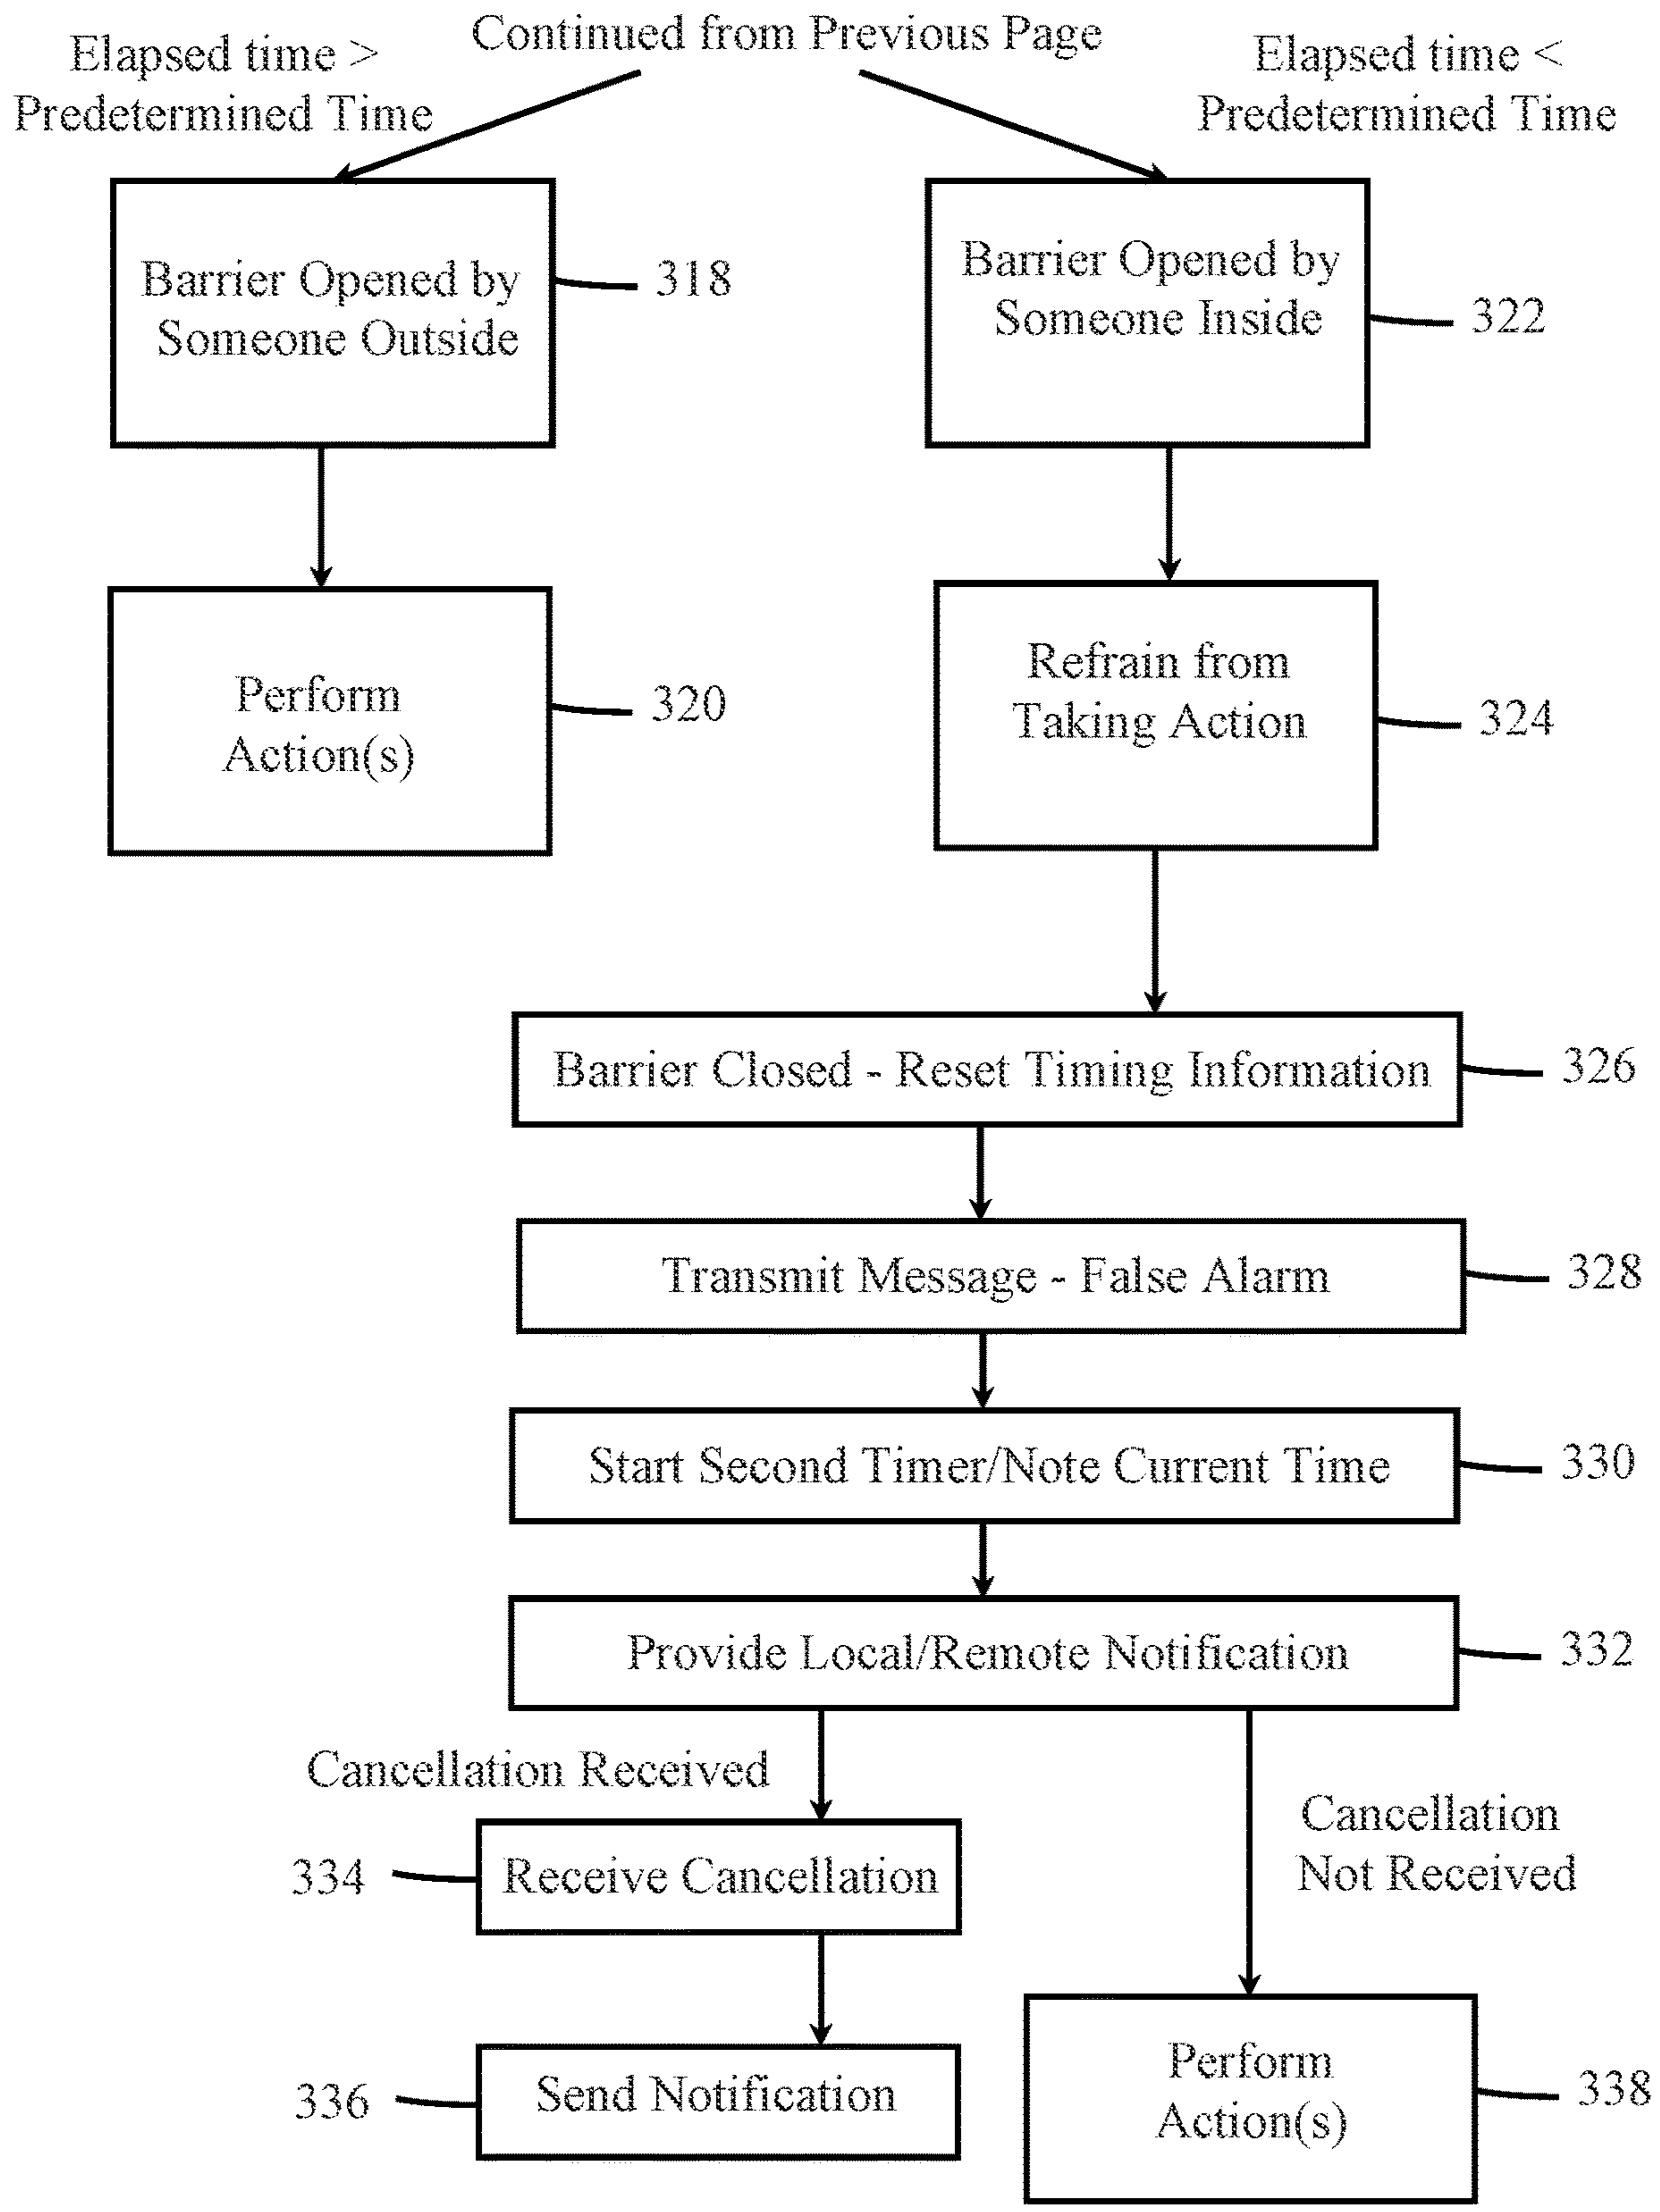 Continued from Previous Page
Elapsed time >
Predetermined Time
Elapsed time <
Predetermined Time
Barrier Opened by
Someone Outside
318
Barrier Opened by
Someone Inside
322
Perform
Action(s)
320
Refrain from
Taking Action
324
Barrier Closed - Reset Timing Information
326
Transmit Message - False Alarm
328
Start Second Timer/Note Current Time
330
Provide Local/Remote Notification
332
Cancellation Received
Cancellation
Not Received
334
Receive Cancellation
336
Send Notification
Perform
Action(s)
338